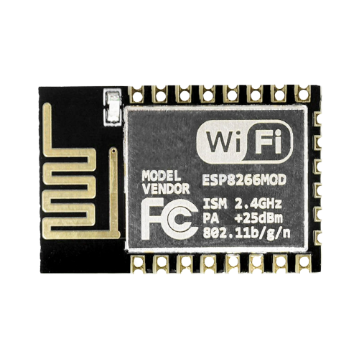 WiFi
MODEL
VENDOR
ESP8266MOD
FC
ISM 2.4GHz
PA +25dBm
802.11b/g/n